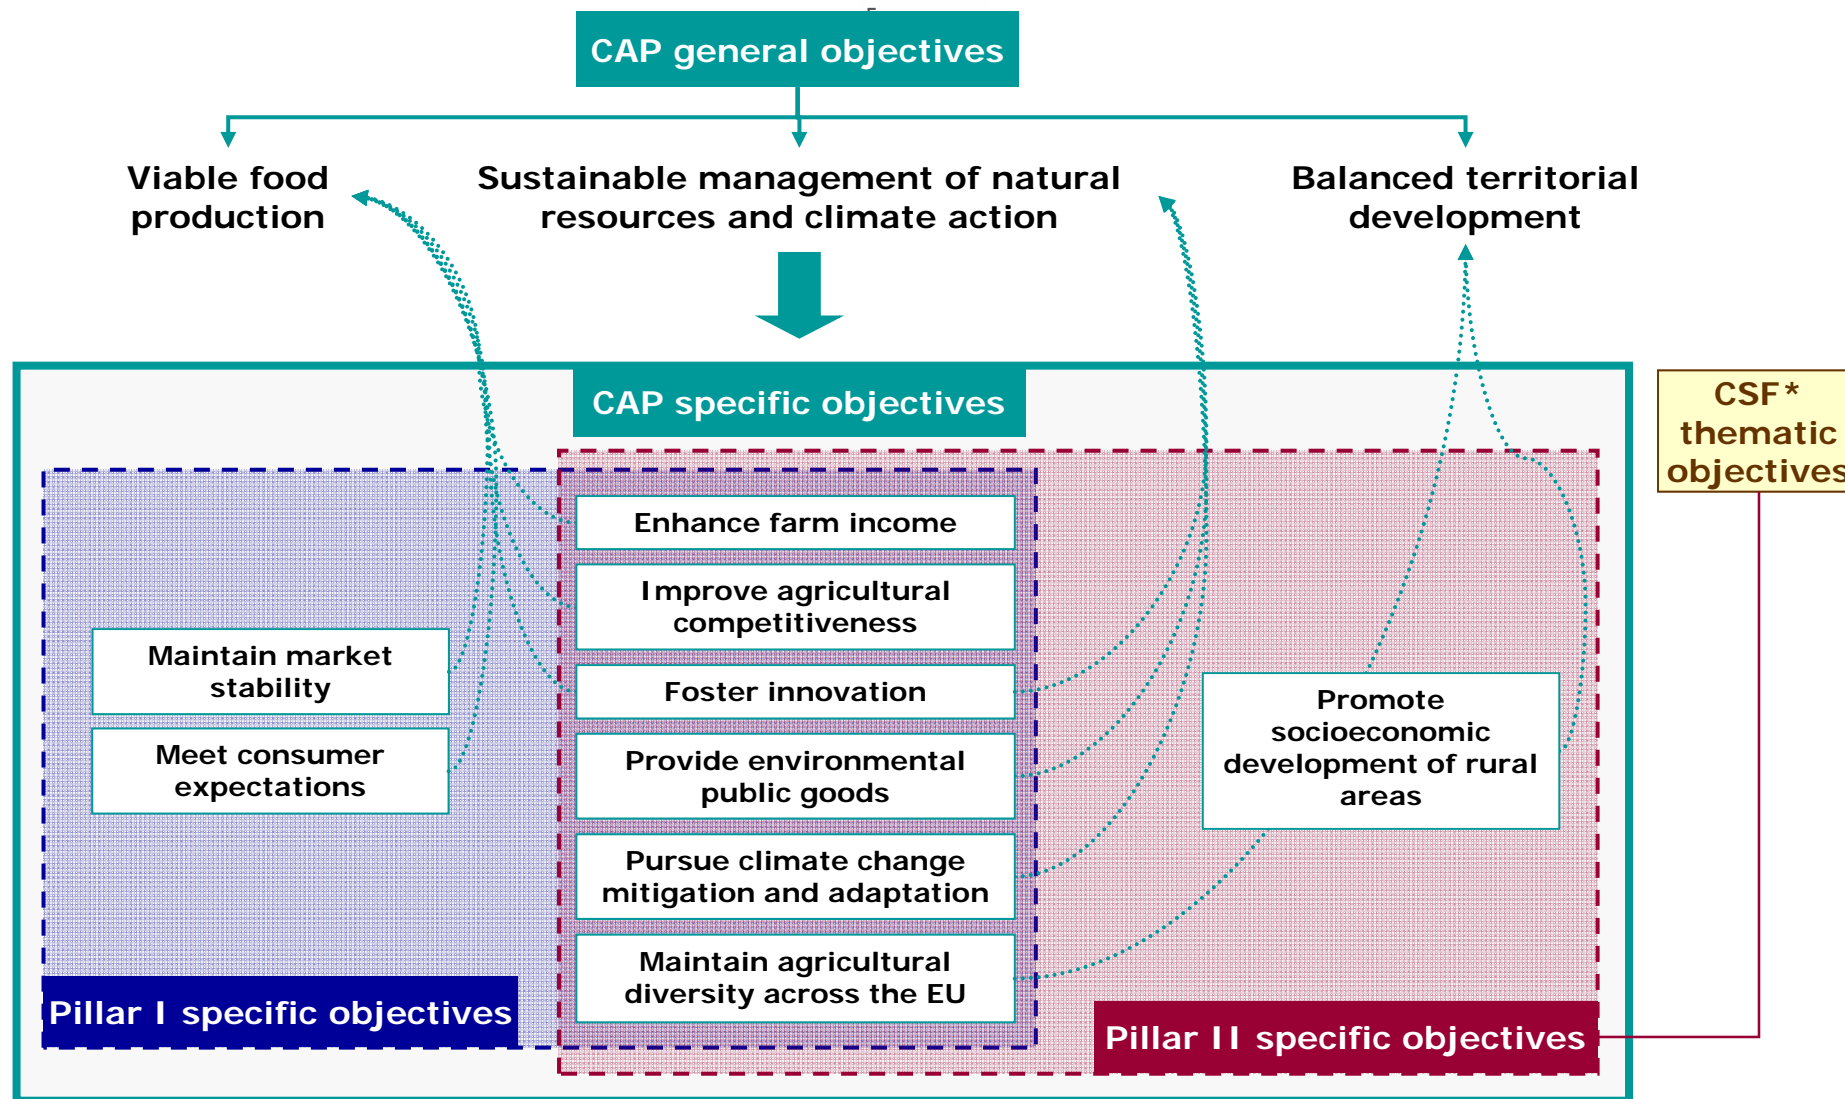 CAP general objectives
Viable food
production
Sustainable management of natural
resources and climate action
Balanced territorial
development
CAP specific objectives
CSF*
thematic
objectives
Enhance farm income
Improve agricultural
competitiveness
Maintain market
stability
Foster innovation
Promote
socioeconomic
development of rural
areas
Meet consumer
expectations
Provide environmental
public goods
Pursue climate change
mitigation and adaptation
Maintain agricultural
diversity across the EU
Pillar I specific objectives
Pillar II specific objectives